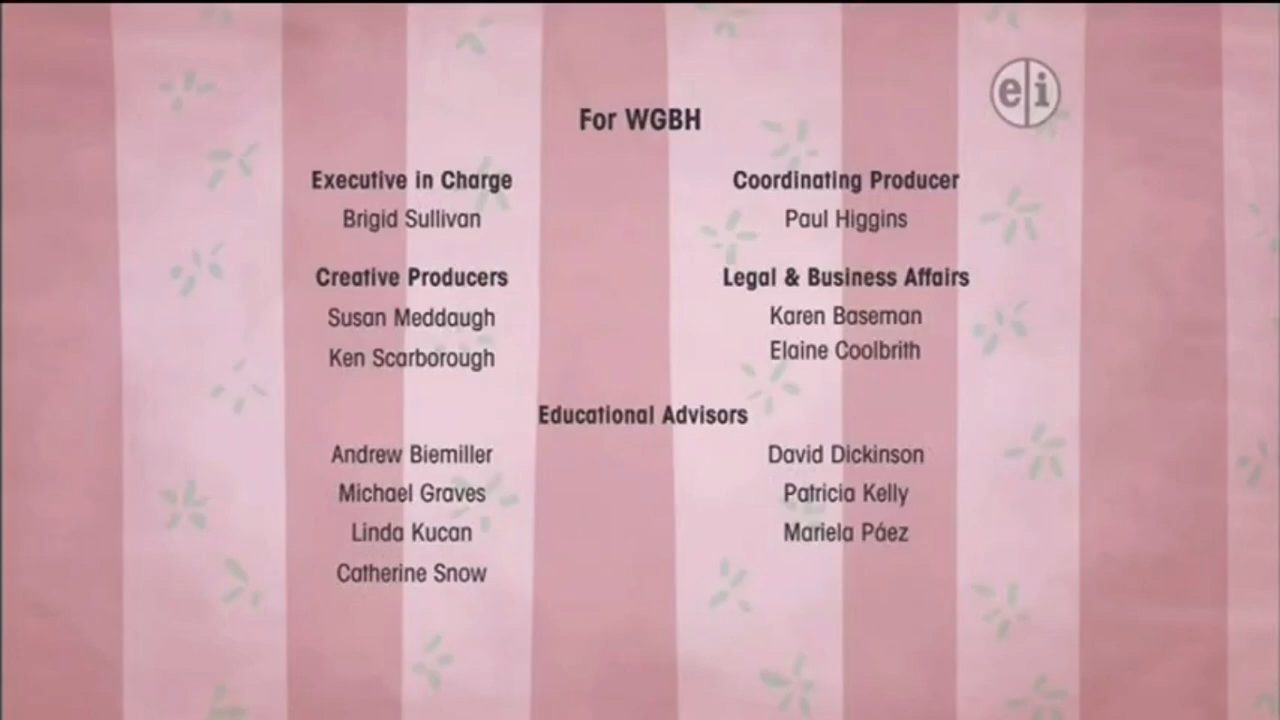 e|i
For WGBH
Executive in Charge
Brigid Sullivan
Coordinating Producer
Paul Higgins
Creative Producers
Susan Meddaugh
Ken Scarborough
Legal & Business Affairs
Karen Baseman
Elaine Coolbrith
Educational Advisors
Andrew Biemiller
Michael Graves
Linda Kucan
Catherine Snow
David Dickinson
Patricia Kelly
Mariela Páez